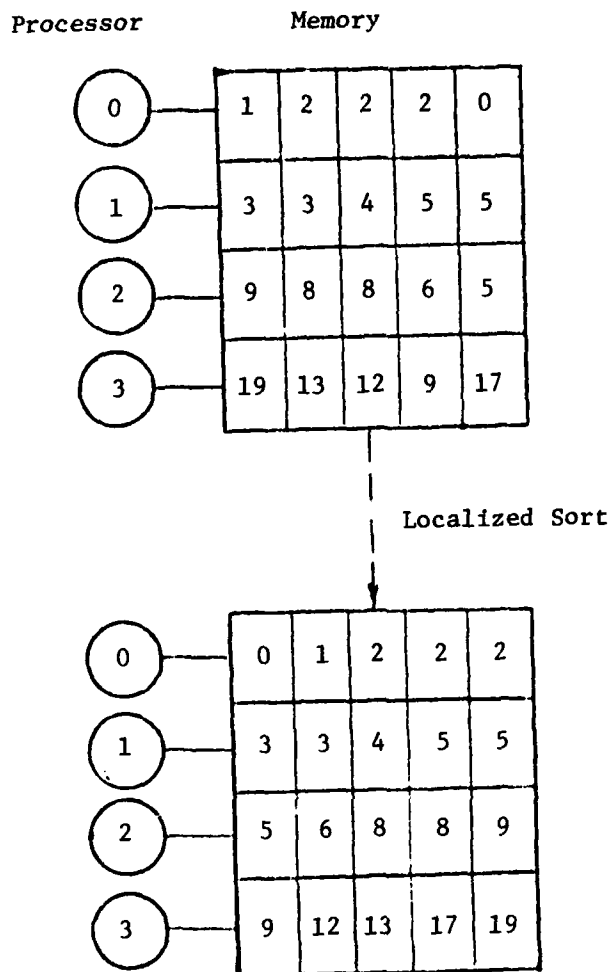 Processor Memory
0 1 2 2 2 0
1 3 3 4 5 5
2 9 8 8 6 5
3 19 13 12 9 17
Localized Sort
0 0 1 2 2 2
1 3 3 4 5 5
2 5 6 8 8 9
3 9 12 13 17 19